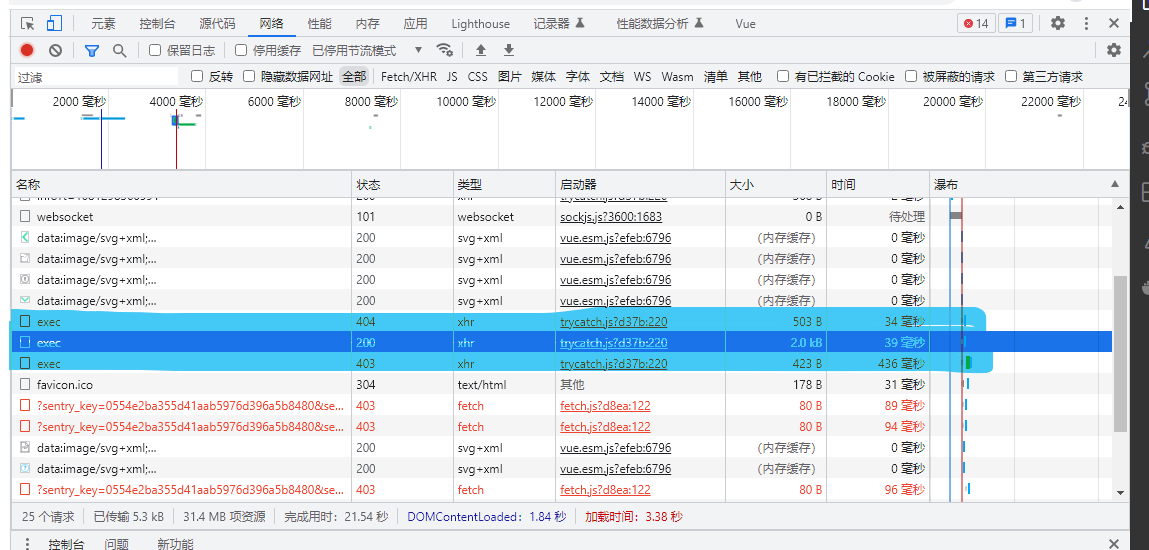 元素 控制台 源代码 网络 性能 内存 应用 Lighthouse 记录器 性能数据分析 Vue 14 1
保留日志 停用缓存 已停用节流模式
过滤 反转 隐藏数据网址 全部 Fetch/XHR JS CSS 图片 媒体 字体 文档 WS Wasm 清单 其他 有已拦截的 Cookie 被屏蔽的请求 第三方请求
2000 毫秒 4000 毫秒 6000 毫秒 8000 毫秒 10000 毫秒 12000 毫秒 14000 毫秒 16000 毫秒 18000 毫秒 20000 毫秒 22000 毫秒
名称 状态 类型 启动器 大小 时间 瀑布
websocket 101 websocket sockjs.js?3600:1683 0 B 待处理
data:image/svg+xml;... 200 svg+xml vue.esm.js?efeb:6796 (内存缓存) 0 毫秒
data:image/svg+xml;... 200 svg+xml vue.esm.js?efeb:6796 (内存缓存) 0 毫秒
data:image/svg+xml;... 200 svg+xml vue.esm.js?efeb:6796 (内存缓存) 0 毫秒
data:image/svg+xml;... 200 svg+xml vue.esm.js?efeb:6796 (内存缓存) 0 毫秒
exec 404 xhr trycatch.js?d37b:220 503 B 34 毫秒
exec 200 xhr trycatch.js?d37b:220 2.0 kB 39 毫秒
exec 403 xhr trycatch.js?d37b:220 423 B 436 毫秒
favicon.ico 304 text/html 其他 178 B 31 毫秒
?sentry_key=0554e2ba355d41aab5976d396a5b8480&se... 403 fetch fetch.js?d8ea:122 80 B 89 毫秒
?sentry_key=0554e2ba355d41aab5976d396a5b8480&se... 403 fetch fetch.js?d8ea:122 80 B 94 毫秒
data:image/svg+xml;... 200 svg+xml vue.esm.js?efeb:6796 (内存缓存) 0 毫秒
data:image/svg+xml;... 200 svg+xml vue.esm.js?efeb:6796 (内存缓存) 0 毫秒
?sentry_key=0554e2ba355d41aab5976d396a5b8480&se... 403 fetch fetch.js?d8ea:122 80 B 96 毫秒
25 个请求 已传输 5.3 kB 31.4 MB 项资源 完成用时：21.54 秒 DOMContentLoaded：1.84 秒 加载时间：3.38 秒
控制台 问题 新功能